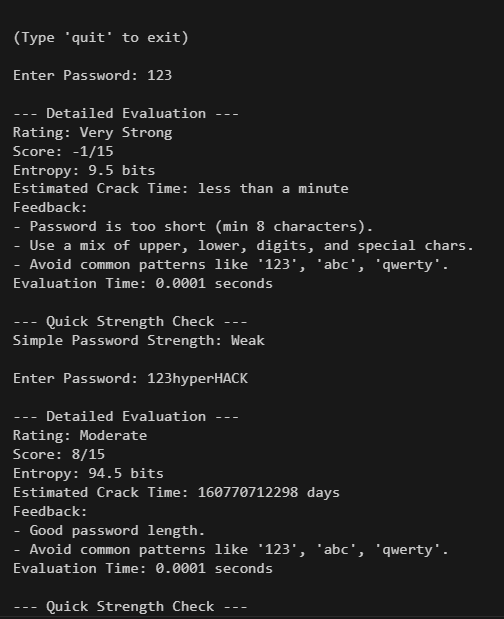 (Type 'quit' to exit)
Enter Password: 123
--- Detailed Evaluation ---
Rating: Very Strong
Score: -1/15
Entropy: 9.5 bits
Estimated Crack Time: less than a minute
Feedback:
- Password is too short (min 8 characters).
- Use a mix of upper, lower, digits, and special chars.
- Avoid common patterns like '123', 'abc', 'qwerty'.
Evaluation Time: 0.0001 seconds
--- Quick Strength Check ---
Simple Password Strength: Weak
Enter Password: 123hyperHACK
--- Detailed Evaluation ---
Rating: Moderate
Score: 8/15
Entropy: 94.5 bits
Estimated Crack Time: 160770712298 days
Feedback:
- Good password length.
- Avoid common patterns like '123', 'abc', 'qwerty'.
Evaluation Time: 0.0001 seconds
--- Quick Strength Check ---